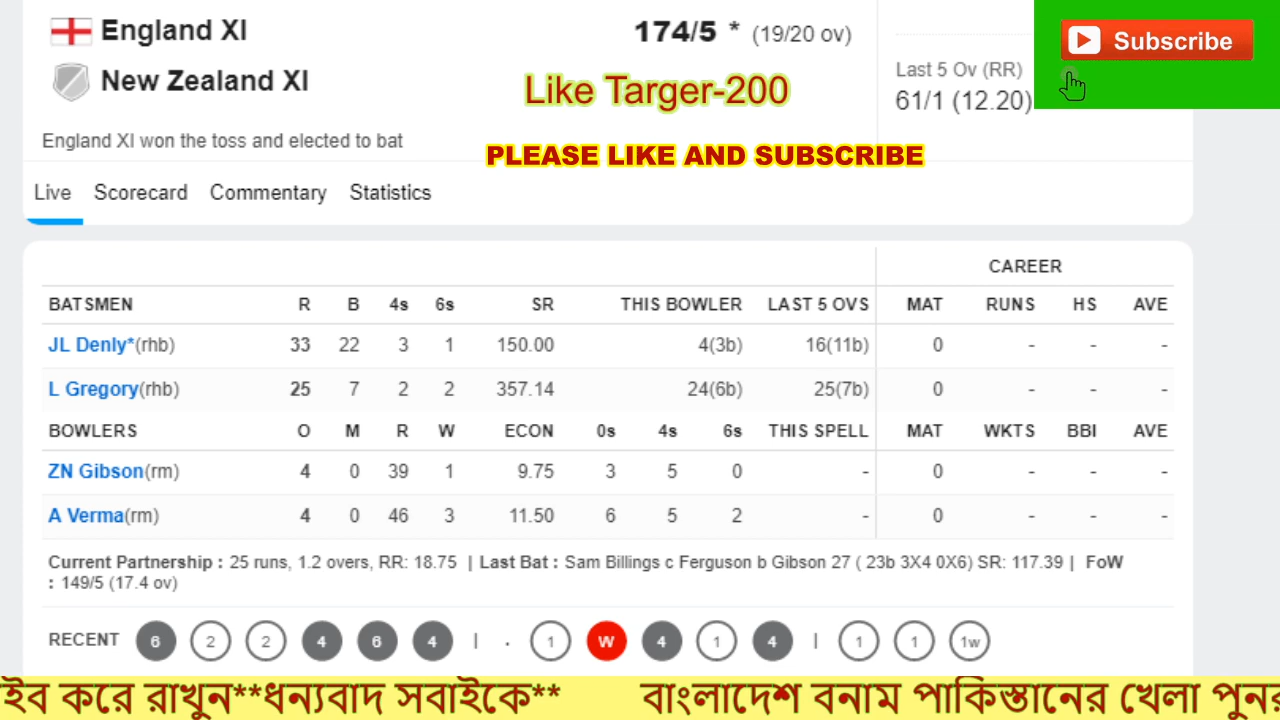 England XI 174/5 * (19/20 ov)
Subscribe
Last 5 Ov (RR)
New Zealand XI
Like Targer-200
61/1 (12.20)
England XI won the toss and elected to bat
PLEASE LIKE AND SUBSCRIBE
Live Scorecard Commentary Statistics
CAREER
BATSMEN R B 4s 6s SR THIS BOWLER LAST 5 OVS MAT RUNS HS AVE
JL Denly*(rhb) 33 22 3 1 150.00 4(3b) 16(11b) 0 - - -
L Gregory(rhb) 25 7 2 2 357.14 24(6b) 25(7b) 0 - - -
BOWLERS O M R W ECON 0s 4s 6s THIS SPELL MAT WKTS BBI AVE
ZN Gibson(rm) 4 0 39 1 9.75 3 5 0 - 0 - - -
A Verma(rm) 4 0 46 3 11.50 6 5 2 - 0 - - -
Current Partnership : 25 runs, 1.2 overs, RR: 18.75 | Last Bat : Sam Billings c Ferguson b Gibson 27 ( 23b 3X4 0X6) SR: 117.39 | FoW
: 149/5 (17.4 ov)
RECENT 6 2 2 4 6 4 | . 1 W 4 1 4 | 1 1 1w
করে রাখুন**ধন্যবাদ সবাইকে** বাংলাদেশ বনাম পাকিস্তানের খেলা